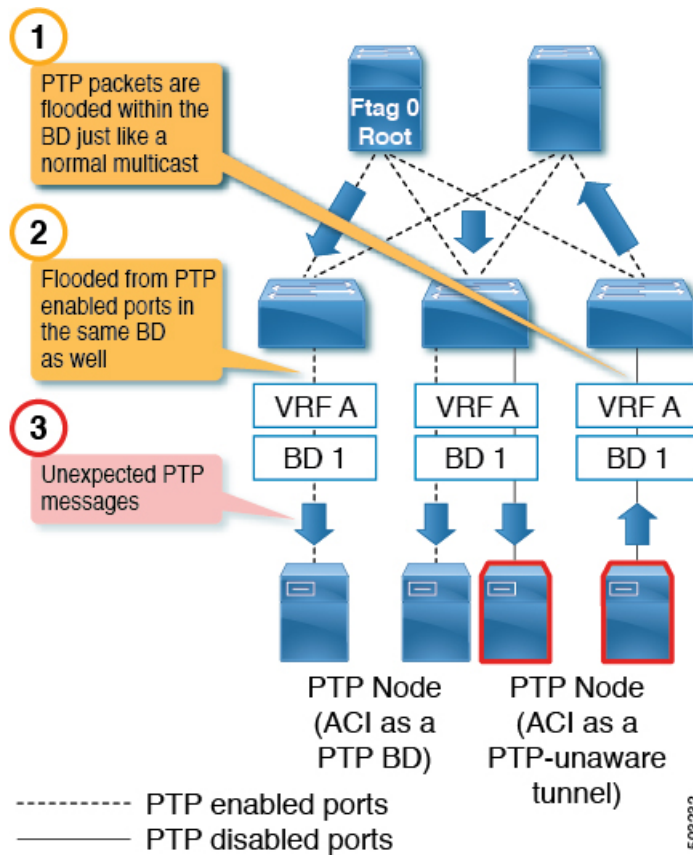 1
PTP packets are
flooded within the
BD just like a
normal multicast
Ftag 0
Root
2
Flooded from PTP
enabled ports in
the same BD
as well
3
Unexpected PTP
messages
VRF A
VRF A
VRF A
BD 1
BD 1
BD 1
PTP Node
(ACI as a
PTP BD)
PTP Node
(ACI as a
PTP-unaware
tunnel)
PTP enabled ports
PTP disabled ports